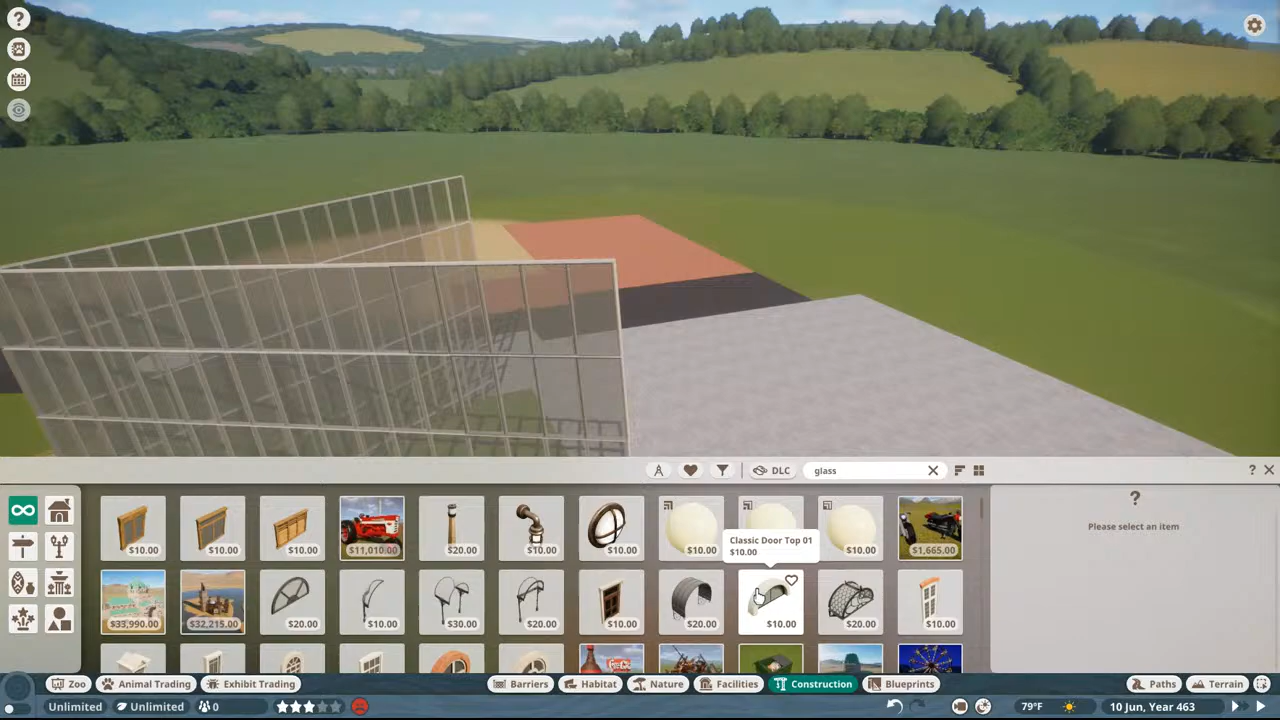 ?
DLC
glass
?
?
Please select an item
$10.00
$10.00
$10.00
$11,010.00
$20.00
$10.00
$10.00
$10.00
Classic Door Top 01
$10.00
$10.00
$1,665.00
$33,990.00
$32,215.00
$20.00
$10.00
$30.00
$20.00
$10.00
$20.00
$10.00
$20.00
$10.00
Zoo
Animal Trading
Exhibit Trading
Barriers
Habitat
Nature
Facilities
Construction
Blueprints
Paths
Terrain
Unlimited
Unlimited
0
79°F
10 Jun, Year 463